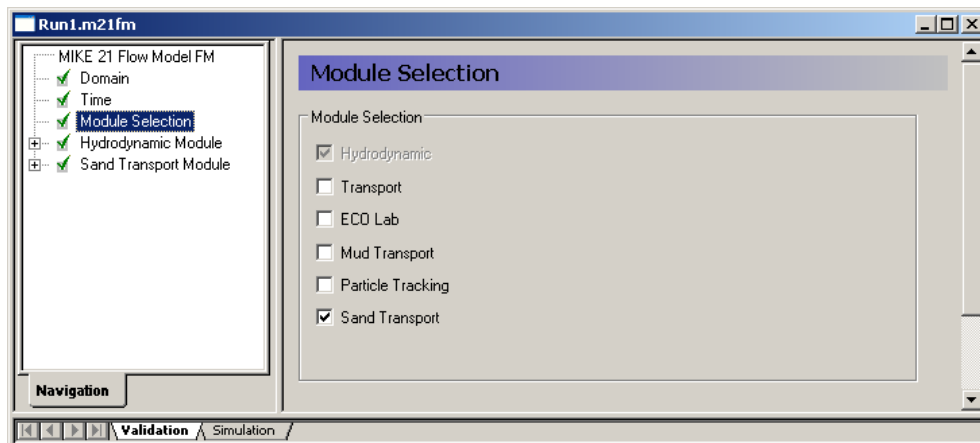 Run1.m21fm
MIKE 21 Flow Model FM
Domain
Time
Module Selection
Hydrodynamic Module
Sand Transport Module
Navigation
Module Selection
Module Selection
Hydrodynamic
Transport
ECO Lab
Mud Transport
Particle Tracking
Sand Transport
Validation
Simulation